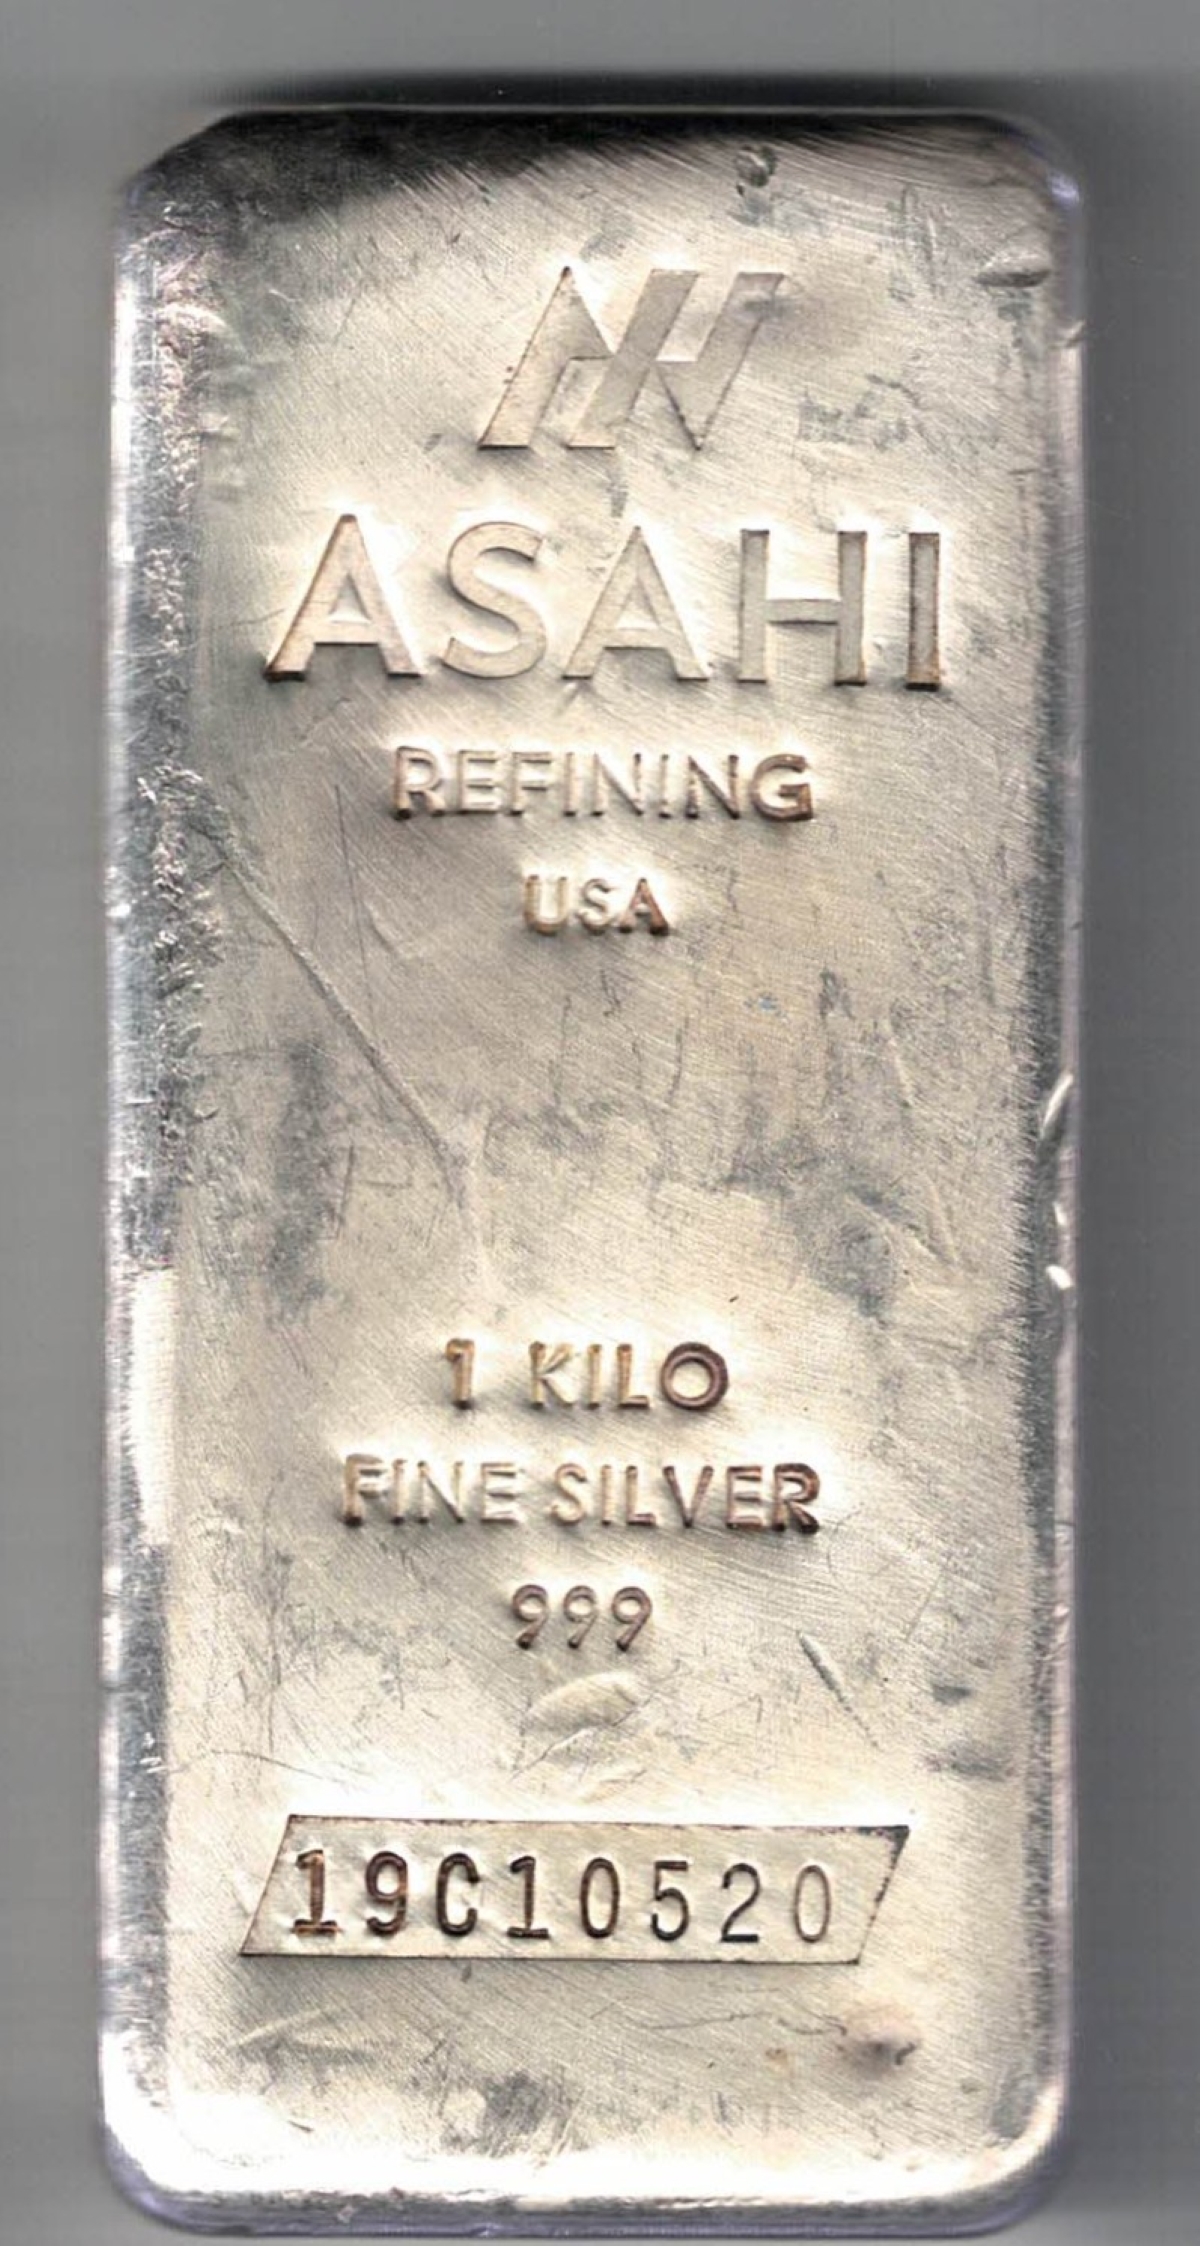 ASAHI
REFINING
USA
1 KILO
FINE SILVER
999
19C10520